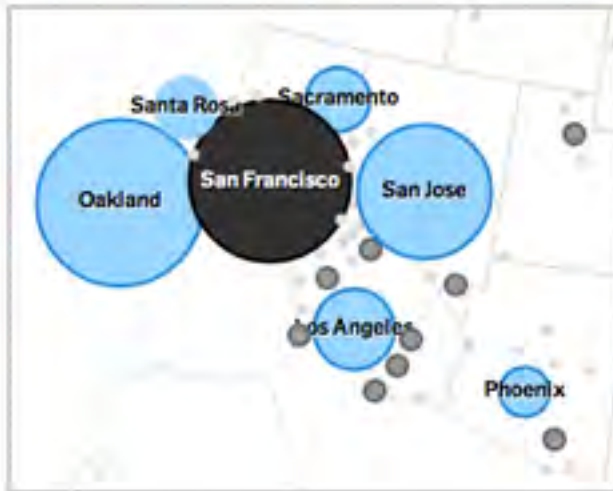 Santa Rosa
Sacramento
Oakland
San Francisco
San Jose
Los Angeles
Phoenix